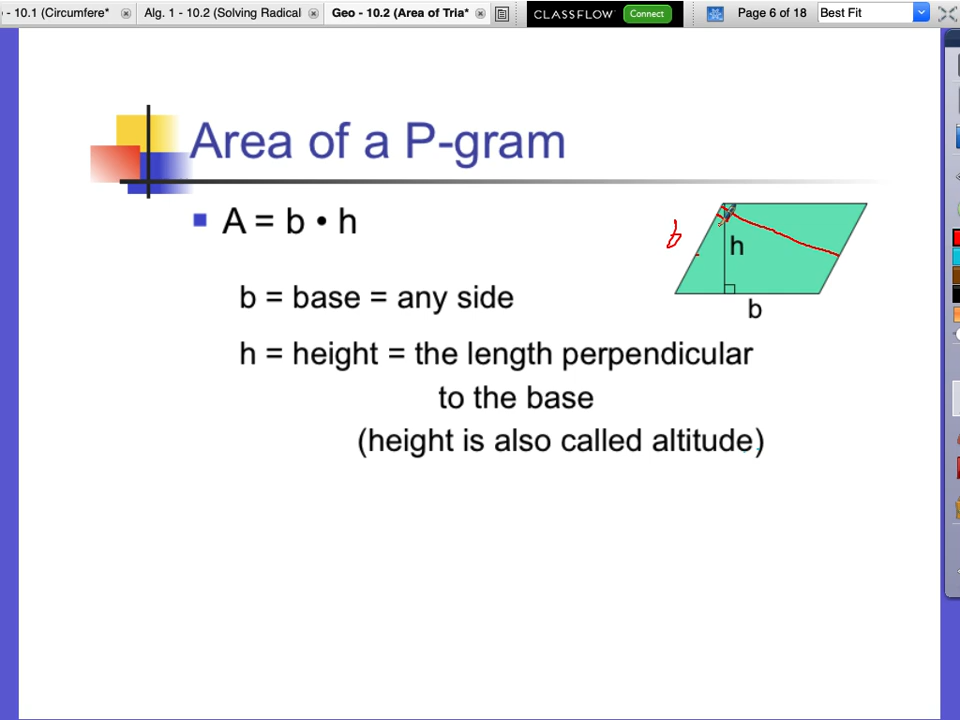 - 10.1 (Circumfere* Alg. 1 - 10.2 (Solving Radical Geo - 10.2 (Area of Tria* CLASSFLOW Connect Page 6 of 18 Best Fit
Area of a P-gram
A = b • h
b
h
b
b = base = any side
h = height = the length perpendicular
to the base
(height is also called altitude)